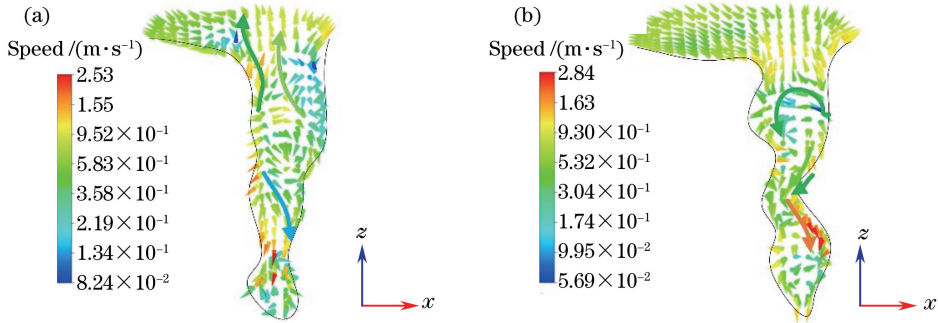 (a)
Speed /(m·s⁻¹)
2.53
1.55
9.52×10⁻¹
5.83×10⁻¹
3.58×10⁻¹
2.19×10⁻¹
1.34×10⁻¹
8.24×10⁻²
z
x
(b)
Speed /(m·s⁻¹)
2.84
1.63
9.30×10⁻¹
5.32×10⁻¹
3.04×10⁻¹
1.74×10⁻¹
9.95×10⁻²
5.69×10⁻²
z
x